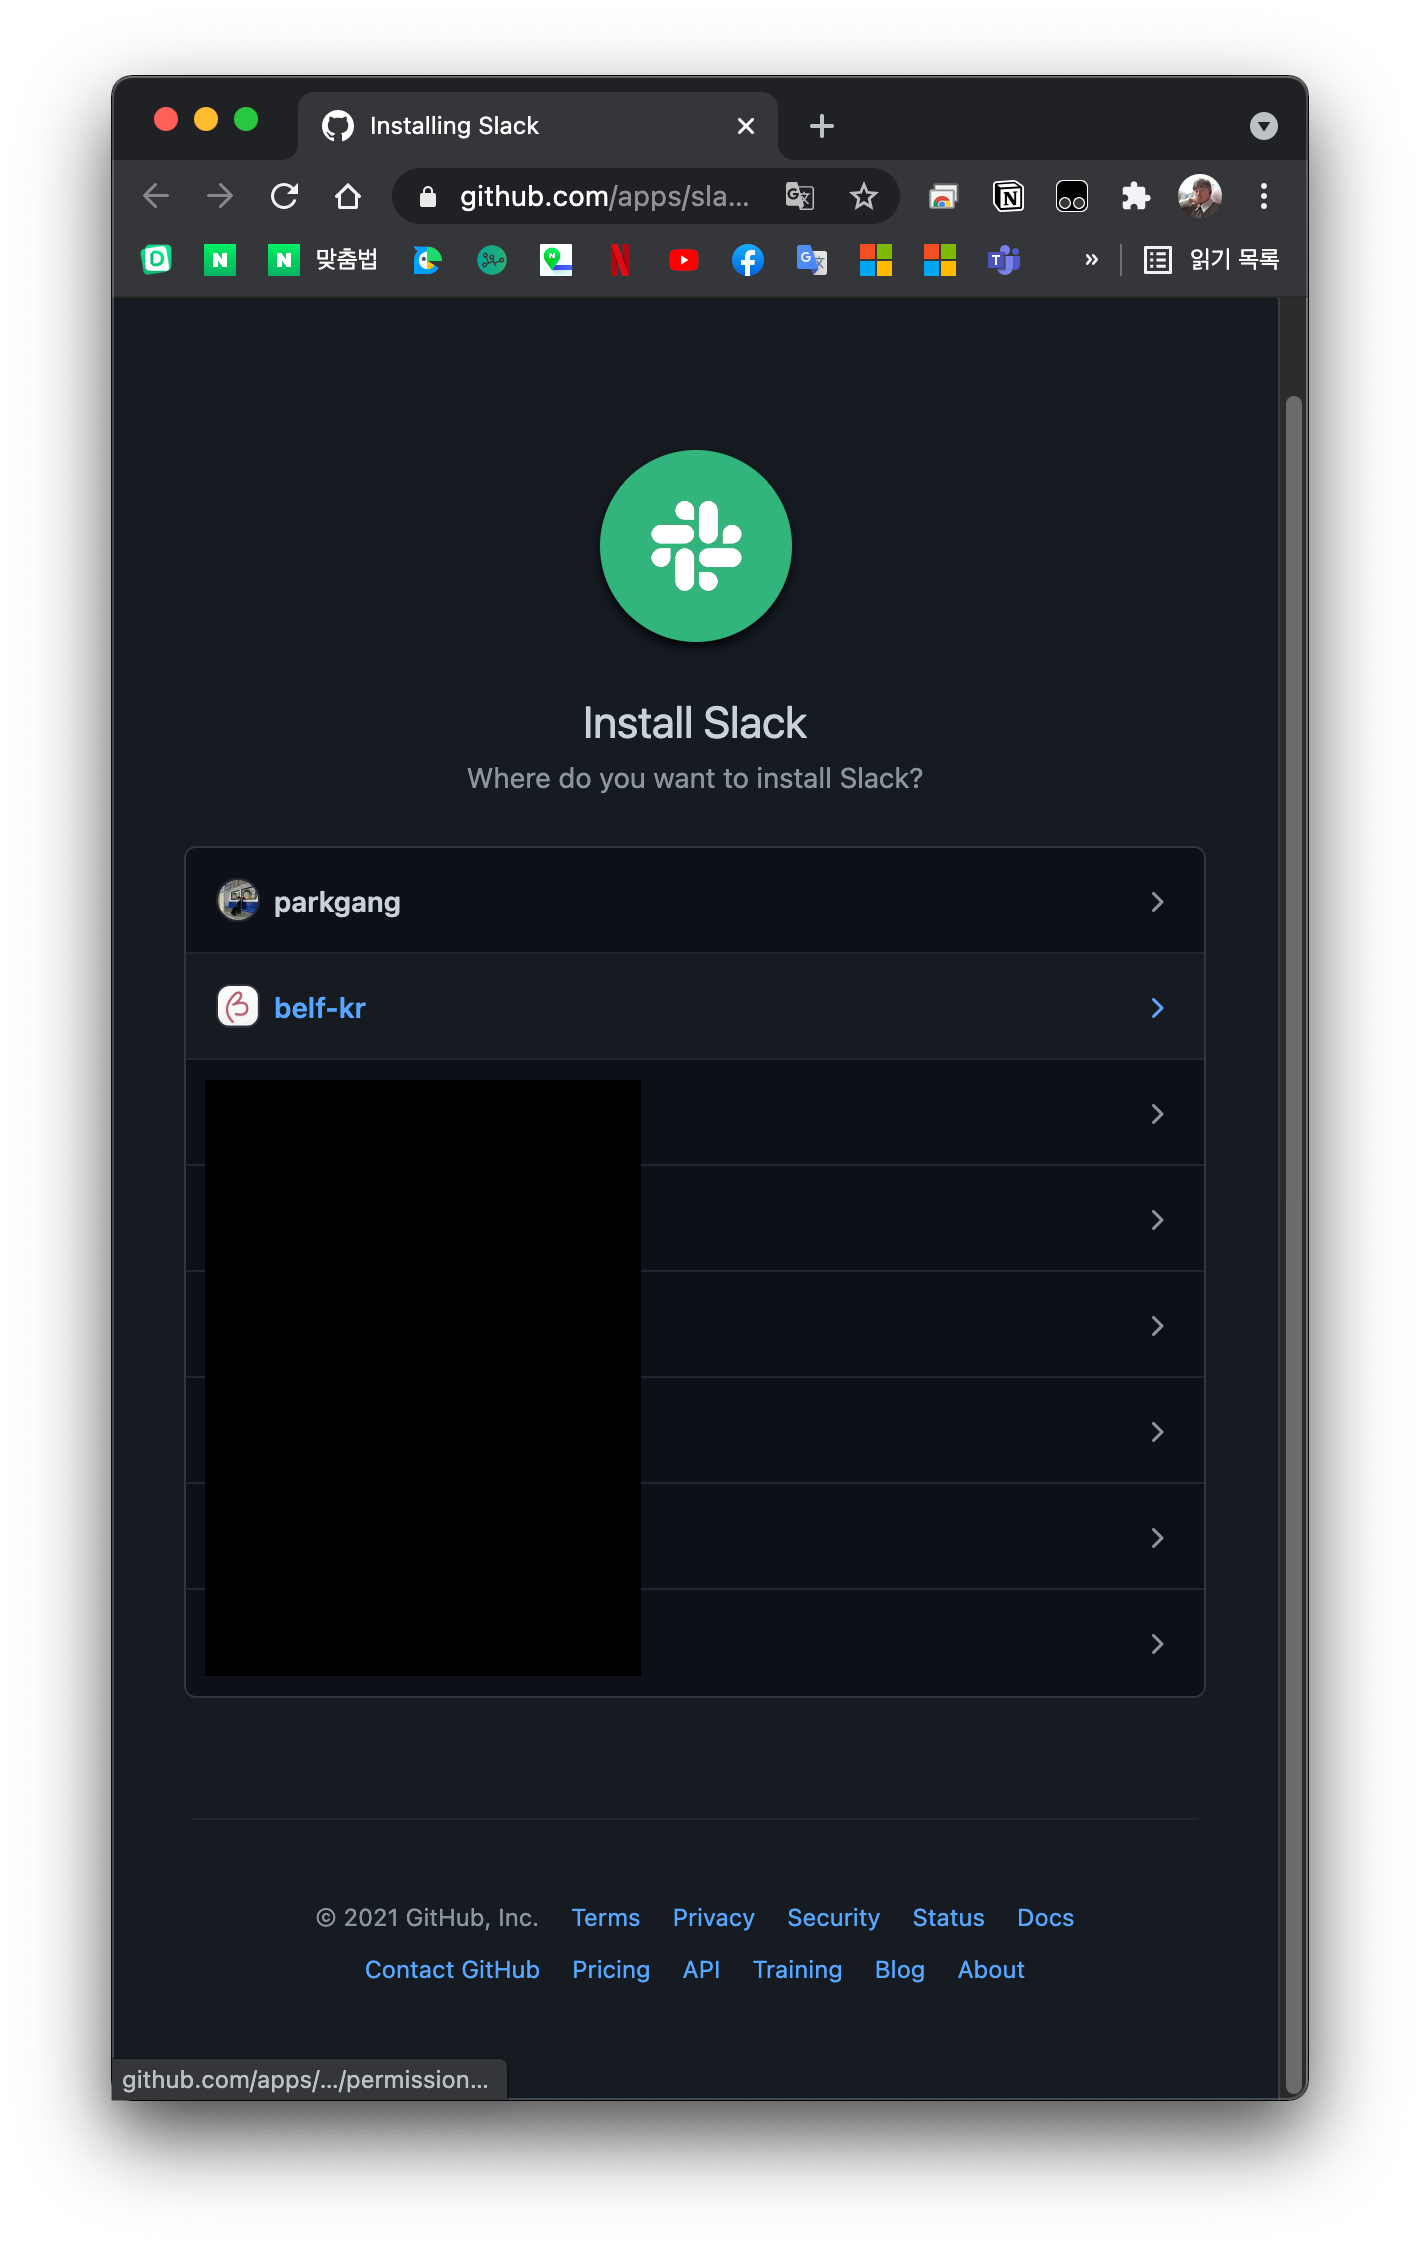 Installing Slack
github.com/apps/sla...
맞춤법
읽기 목록
Install Slack
Where do you want to install Slack?
parkgang
belf-kr
© 2021 GitHub, Inc. Terms Privacy Security Status Docs
Contact GitHub Pricing API Training Blog About
github.com/apps/.../permission...